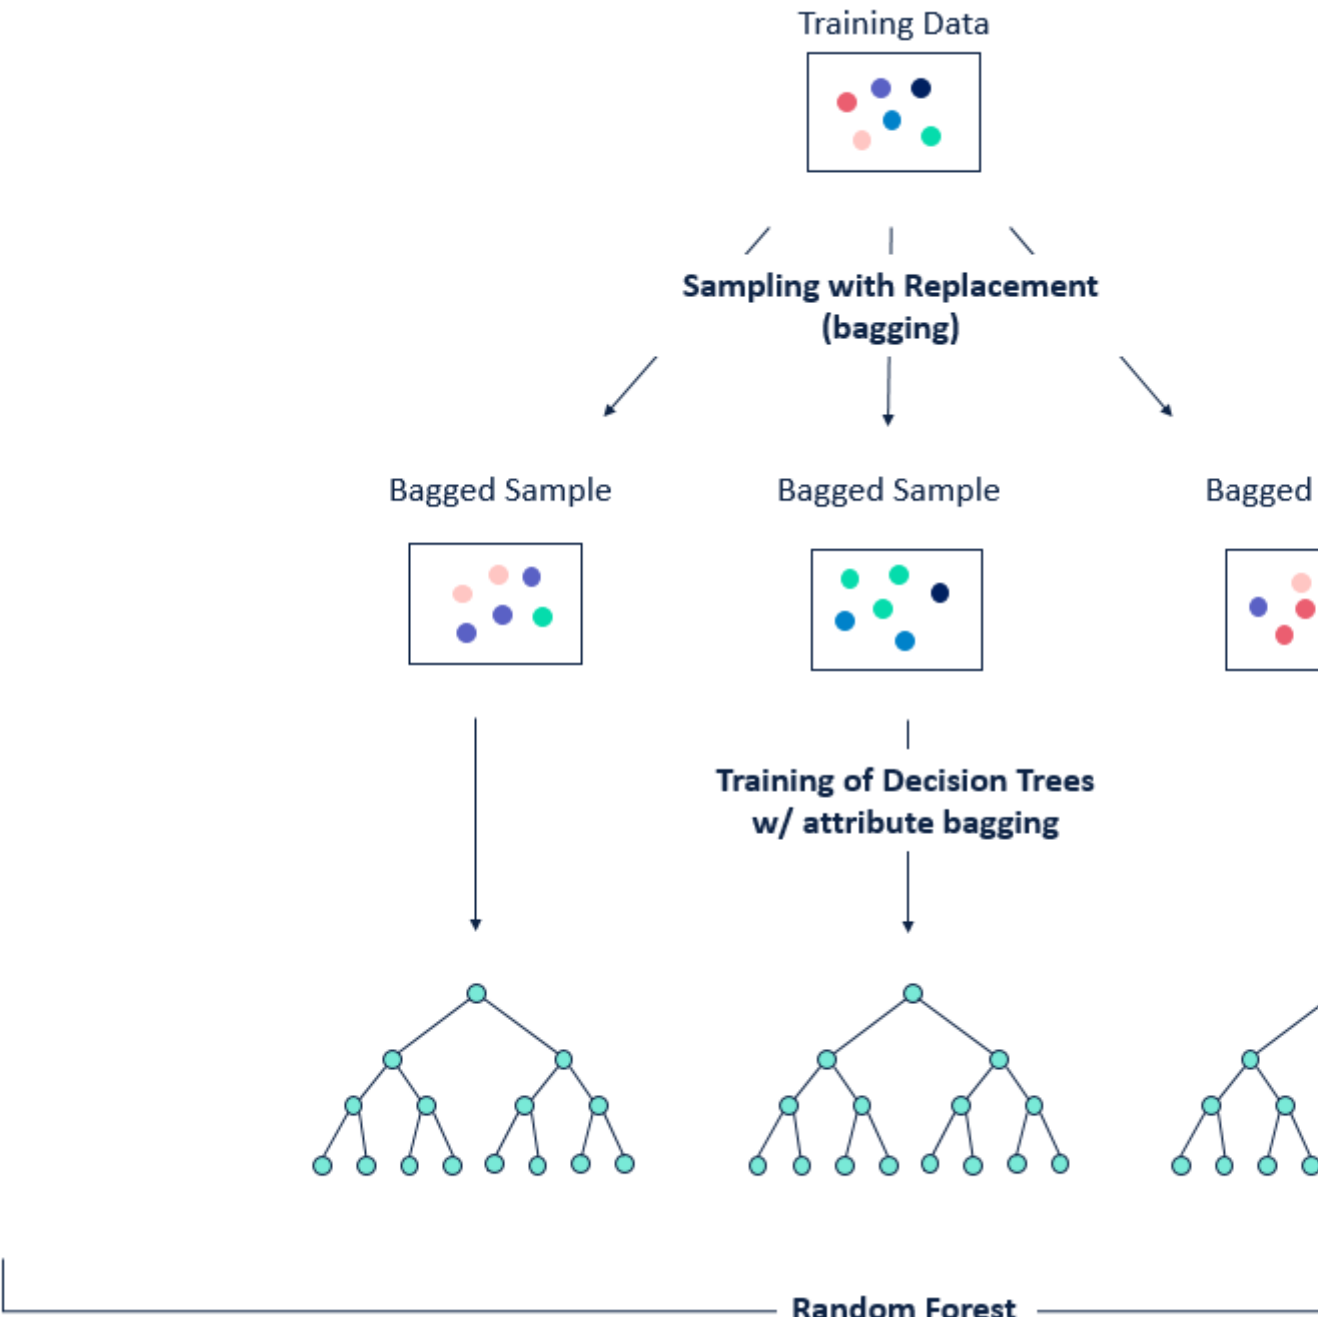 Training Data
Sampling with Replacement
(bagging)
Bagged Sample
Bagged Sample
Bagged
Training of Decision Trees
w/ attribute bagging
Random Forest